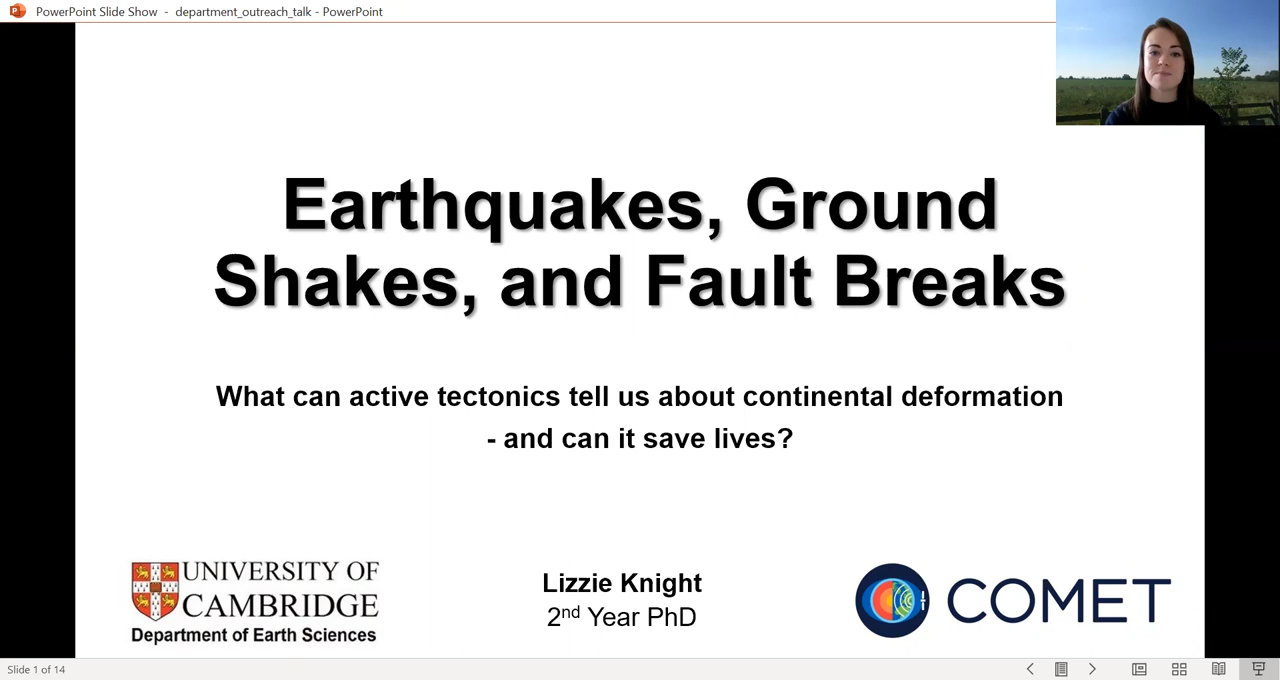 PowerPoint Slide Show - department_outreach_talk - PowerPoint
Earthquakes, Ground
Shakes, and Fault Breaks
What can active tectonics tell us about continental deformation
- and can it save lives?
UNIVERSITY OF
CAMBRIDGE
Department of Earth Sciences
Lizzie Knight
2nd Year PhD
COMET
Slide 1 of 14